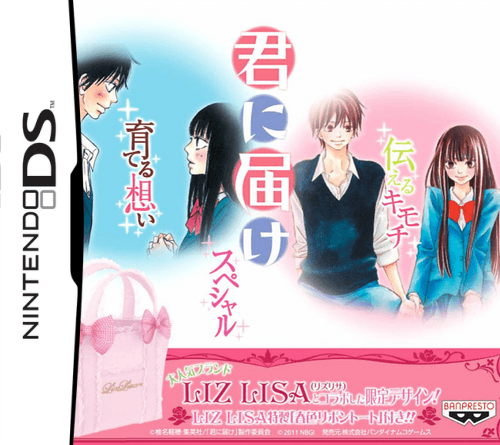 NINTENDO DS
TM
君に届け
育てる想い
伝えるキモチ
スペシャル
Liz Lisa
大人気ブランド
LIZ LISA(リズリサ)とコラボした限定デザイン!
LIZ LISA特製桜色リボントート付き!!
BANPRESTO
©椎名軽穂/集英社・「君に届け」製作委員会 ©2011 NBGI 発売元:株式会社バンダイナムコゲームス